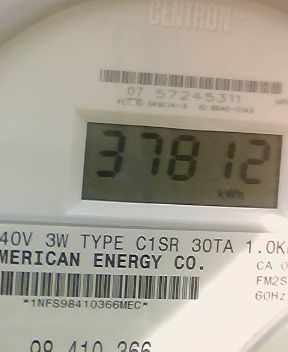 CENTRON®
07 57245311
37812
kWh
40V 3W TYPE C1SR 30TA 1.0K
MERICAN ENERGY CO.
CA 0
FM2S
60Hz
*1NFS98410366MEC*
98 410 366